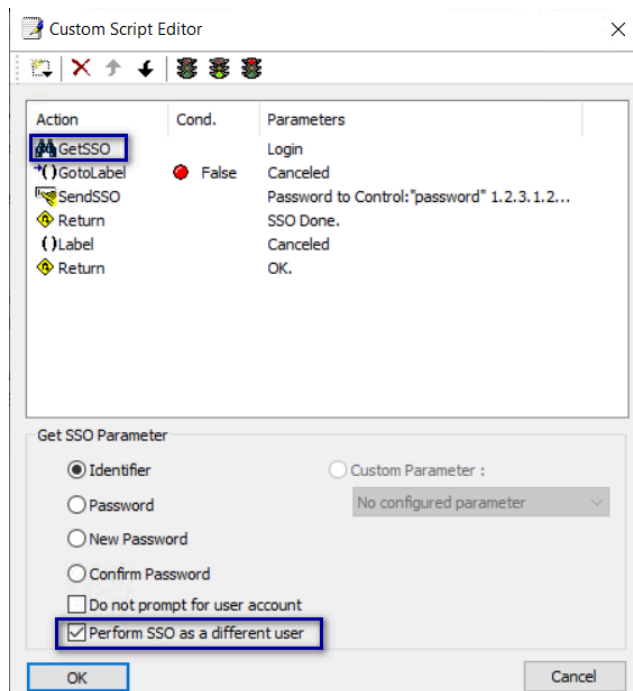 Custom Script Editor
Action Cond. Parameters
GetSSO Login
GotoLabel False Canceled
SendSSO Password to Control:"password" 1.2.3.1.2...
Return SSO Done.
Label Canceled
Return OK.
Get SSO Parameter
Identifier Custom Parameter :
Password No configured parameter
New Password
Confirm Password
Do not prompt for user account
Perform SSO as a different user
OK Cancel